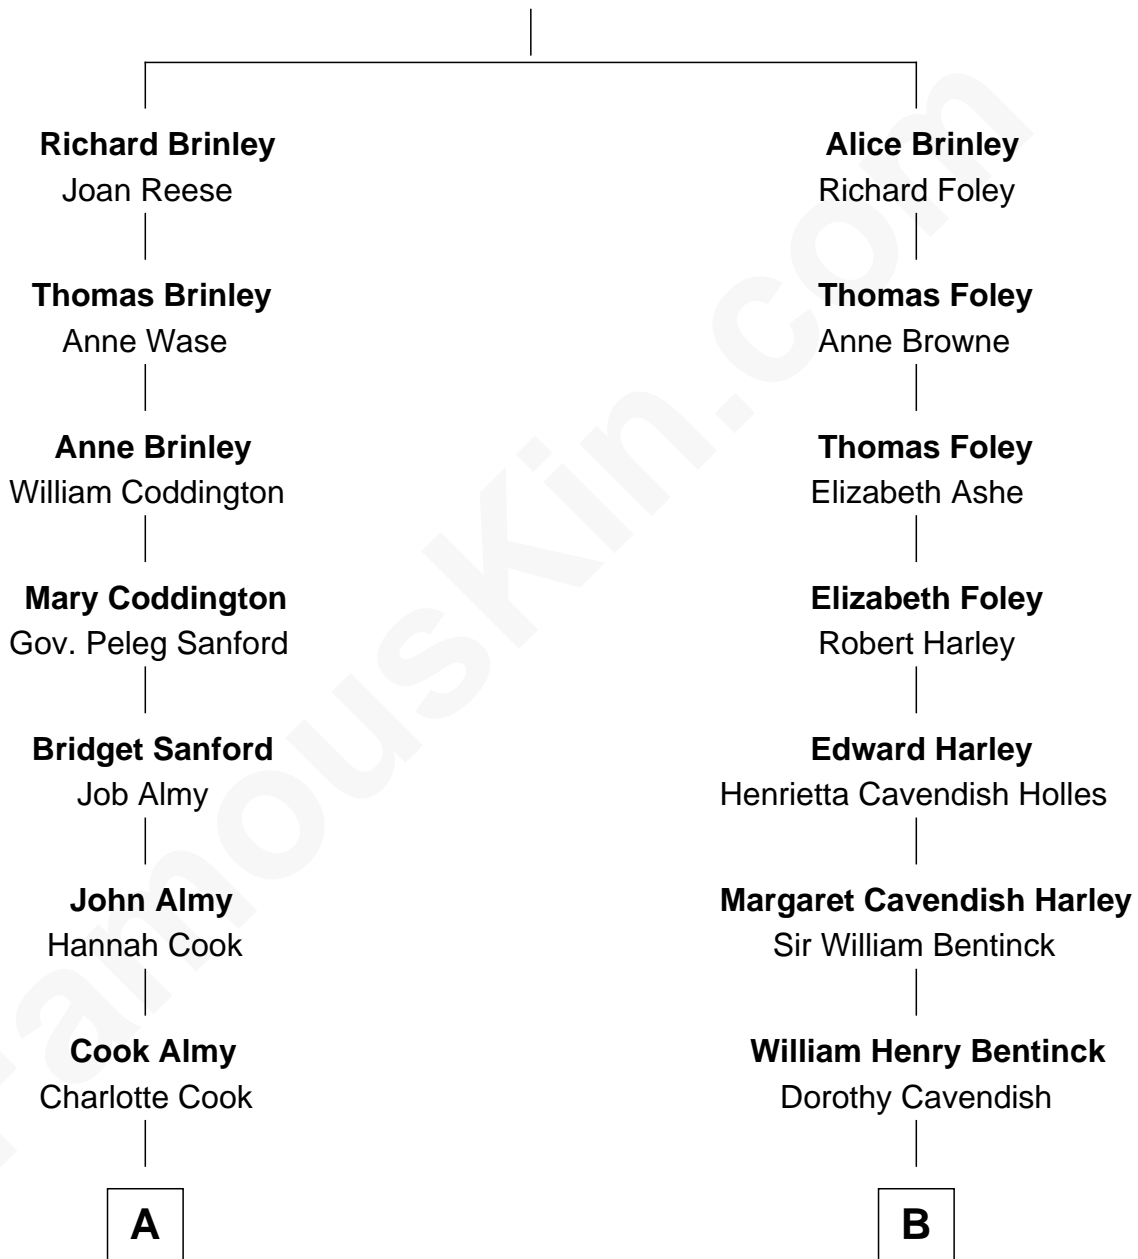 Richard Brinley
Joan Reese
Thomas Brinley
Anne Wase
Anne Brinley
William Coddington
Mary Coddington
Gov. Peleg Sanford
Bridget Sanford
Job Almy
John Almy
Hannah Cook
Cook Almy
Charlotte Cook
A
Alice Brinley
Richard Foley
Thomas Foley
Anne Browne
Thomas Foley
Elizabeth Ashe
Elizabeth Foley
Robert Harley
Edward Harley
Henrietta Cavendish Holles
Margaret Cavendish Harley
Sir William Bentinck
William Henry Bentinck
Dorothy Cavendish
B
FamousKin.com